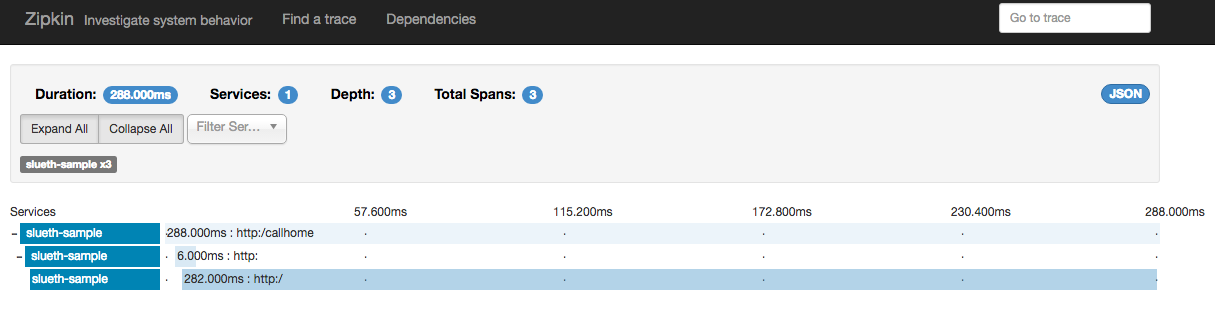 Zipkin Investigate system behavior Find a trace Dependencies Go to trace
Duration: 288.000ms Services: 1 Depth: 3 Total Spans: 3 JSON
Expand All Collapse All Filter Ser...
slueth-sample x3
Services 57.600ms 115.200ms 172.800ms 230.400ms 288.000ms
- slueth-sample 288.000ms : http:/callhome
- slueth-sample 6.000ms : http:
slueth-sample 282.000ms : http:/